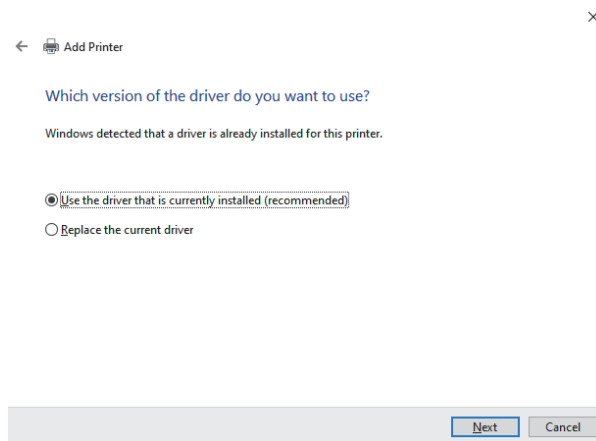 Add Printer
Which version of the driver do you want to use?
Windows detected that a driver is already installed for this printer.
Use the driver that is currently installed (recommended)
Replace the current driver
Next
Cancel